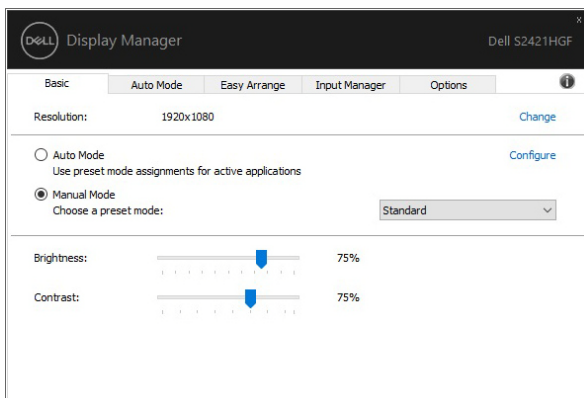 DELL Display Manager Dell S2421HGF x
Basic Auto Mode Easy Arrange Input Manager Options i
Resolution: 1920x1080 Change
Auto Mode Configure
Use preset mode assignments for active applications
Manual Mode
Choose a preset mode: Standard
Brightness: 75%
Contrast: 75%